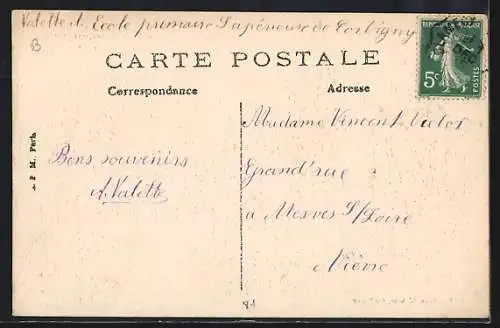 Valette A. Ecole primaire Supérieure de Corbigny
B
CARTE POSTALE
Correspondance
Adresse
5c
Madame Vincent Victor
Bons souvenirs
A. Valette
Grand'rue
à Mesves S/Loire
Nièvre
81